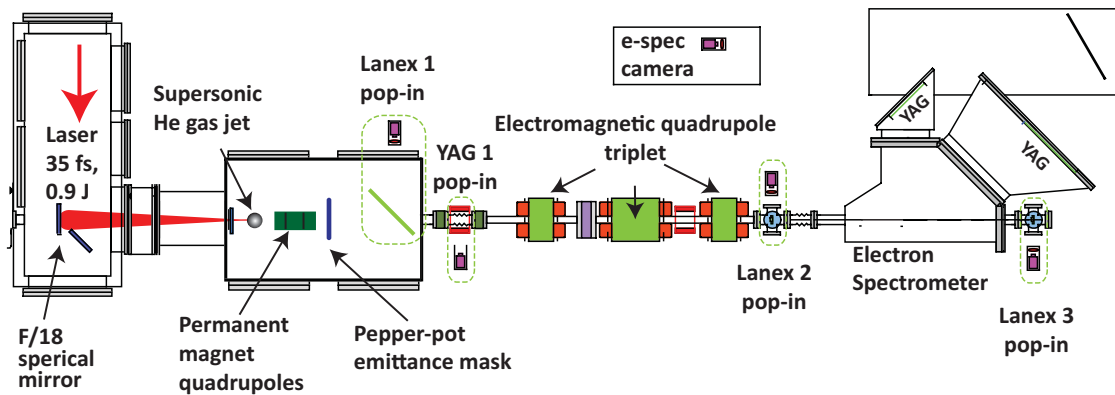 e-spec
camera
Lanex 1
pop-in
Supersonic
He gas jet
Laser
35 fs,
0.9 J
YAG 1
pop-in
Electromagnetic quadrupole
triplet
YAG
YAG
F/18
sperical
mirror
Permanent
magnet
quadrupoles
Pepper-pot
emittance mask
Lanex 2
pop-in
Electron
Spectrometer
Lanex 3
pop-in